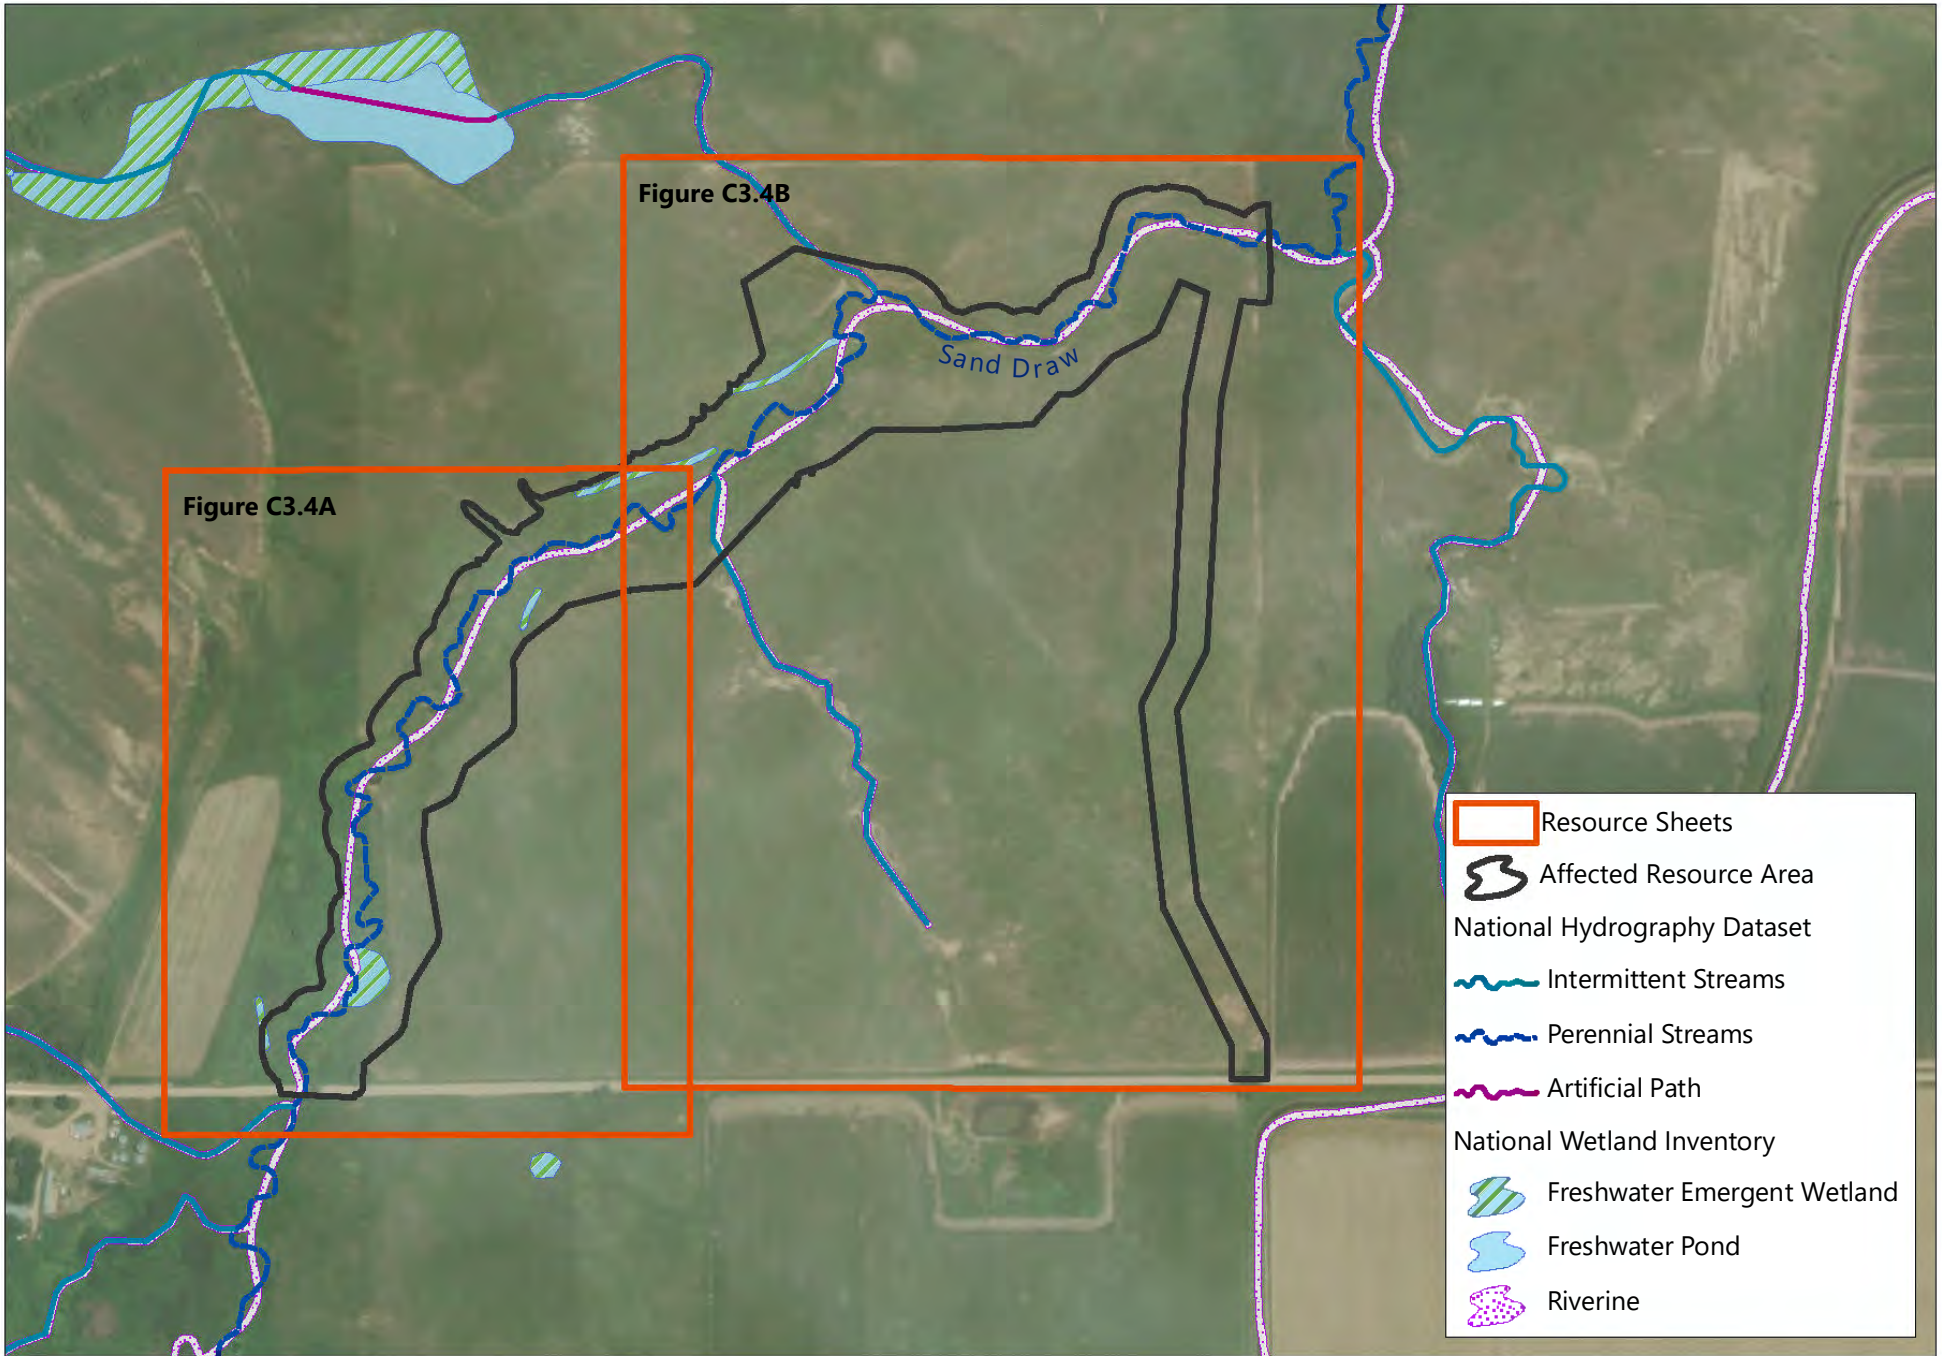 Figure C3.4B
Sand Draw
Figure C3.4A
Resource Sheets
Affected Resource Area
National Hydrography Dataset
Intermittent Streams
Perennial Streams
Artificial Path
National Wetland Inventory
Freshwater Emergent Wetland
Freshwater Pond
Riverine